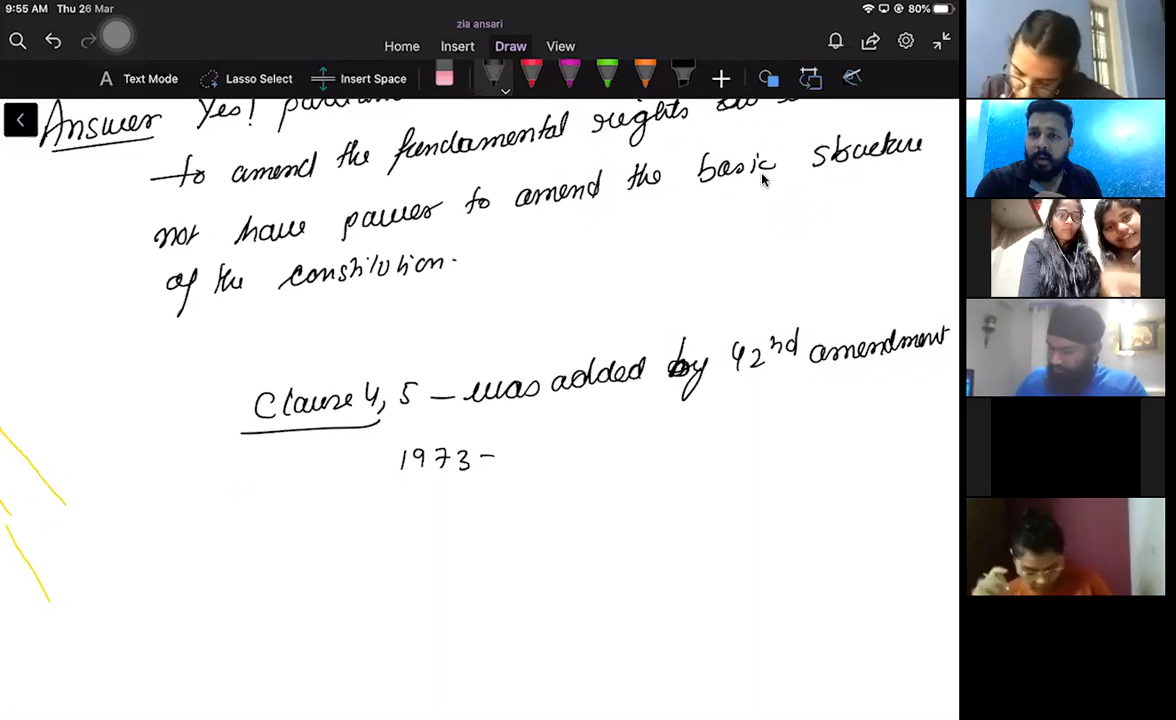 9:55 AM Thu 26 Mar
80%
zia ansari
Home Insert Draw View
Text Mode Lasso Select Insert Space
Answer Yes!
to amend the fundamental rights
not have power to amend the basic structure
of the constitution.
Clause 4, 5 – was added by 42nd amendment
1973 –